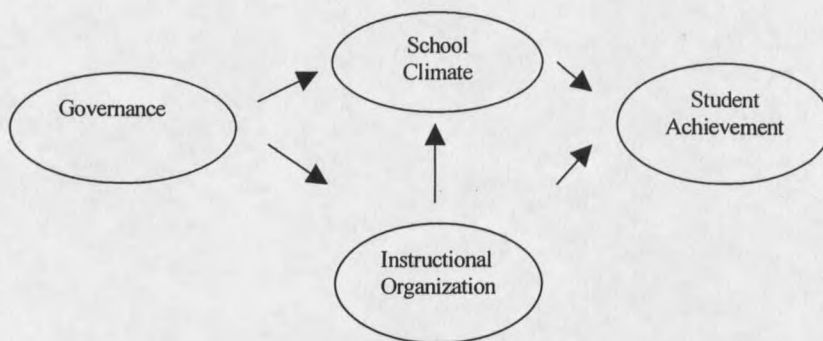 School
Climate
Governance
Student
Achievement
Instructional
Organization